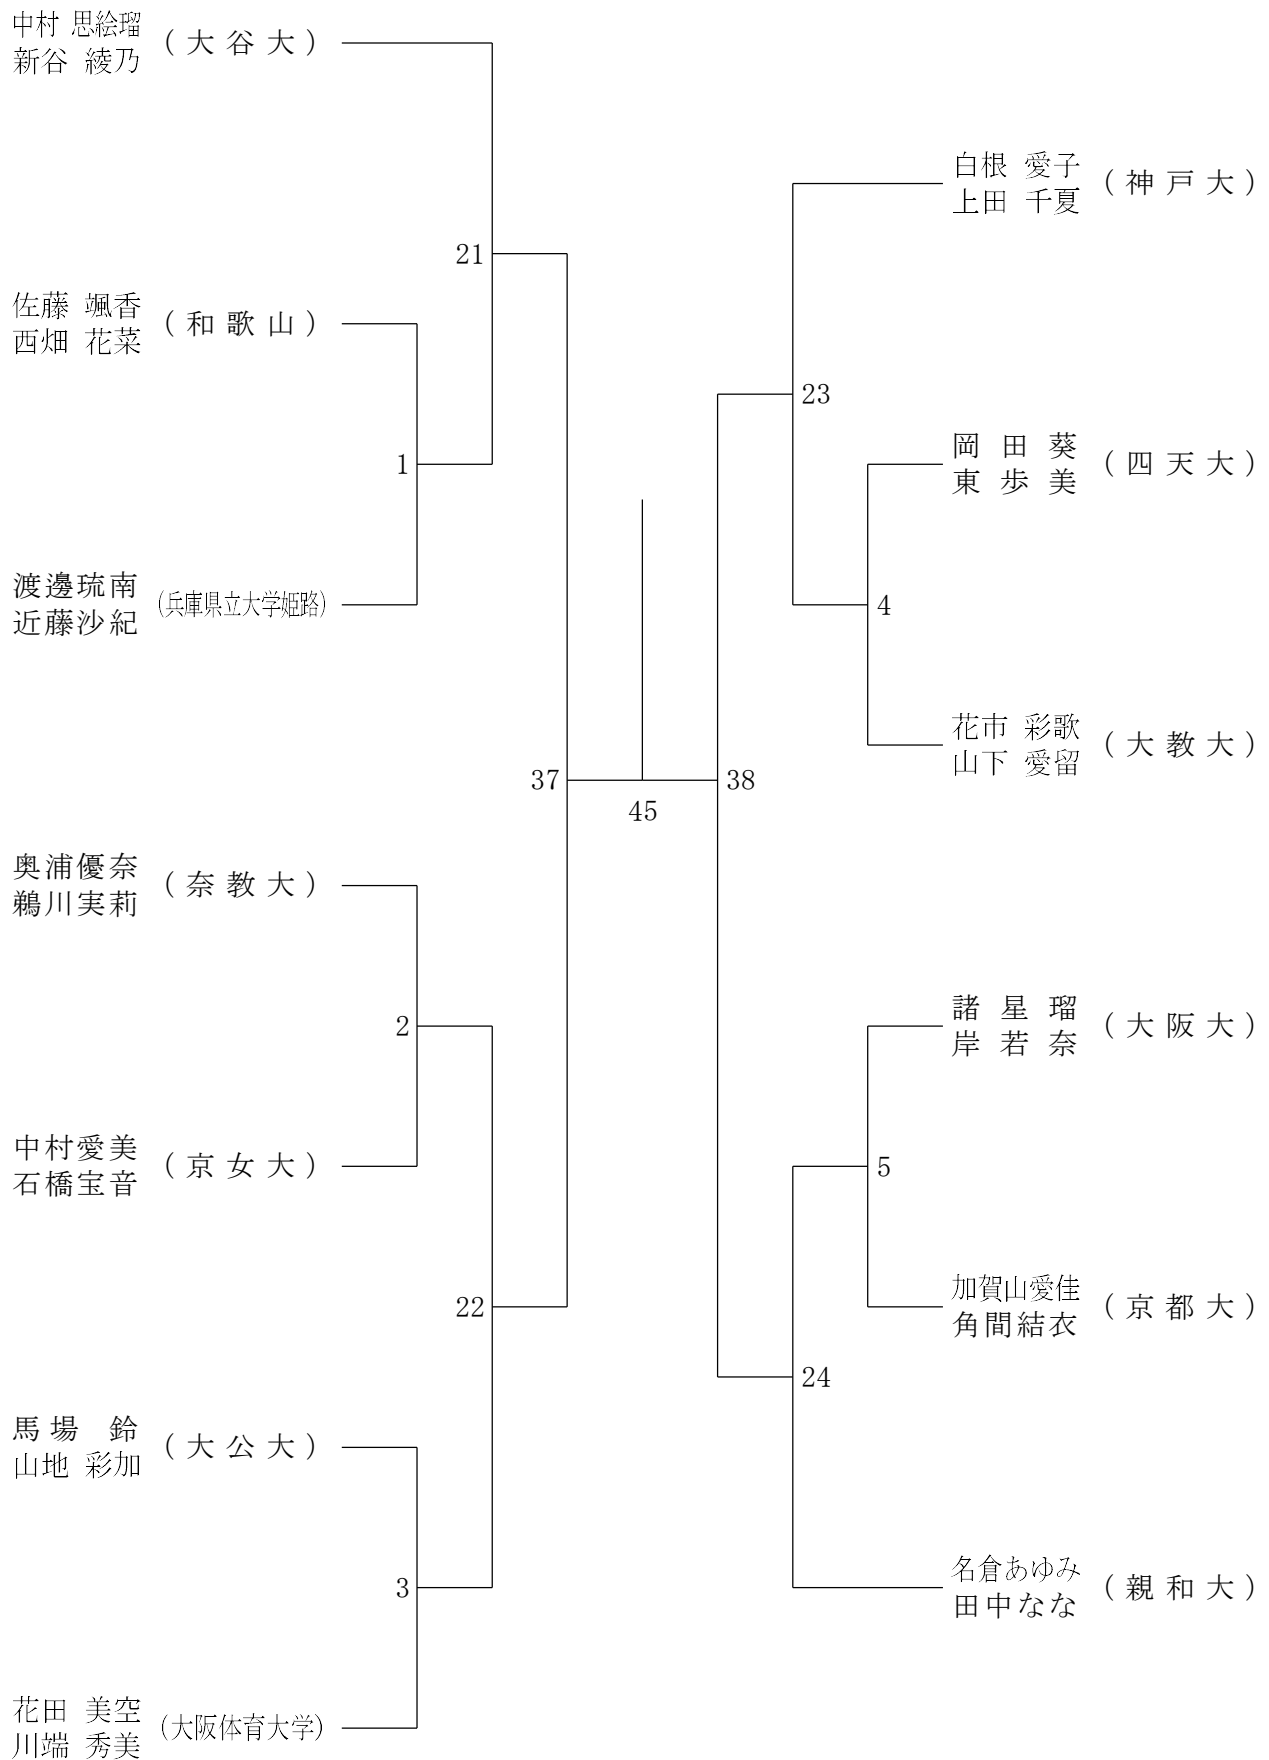 中村 思絵瑠
新谷 綾乃
(大谷大)
21
佐藤 颯香
西畑 花菜
(和歌山)
1
渡邊琉南
近藤沙紀
(兵庫県立大学姫路)
37
奥浦優奈
鵜川実莉
(奈教大)
2
中村愛美
石橋宝音
(京女大)
22
馬場 鈴
山地 彩加
(大公大)
3
花田 美空
川端 秀美
(大阪体育大学)
45
白根 愛子
上田 千夏
(神戸大)
23
岡田 葵
東歩美
(四天大)
4
花市 彩歌
山下 愛留
(大教大)
38
諸星瑠
岸若奈
(大阪大)
5
加賀山愛佳
角間結衣
(京都大)
24
名倉あゆみ
田中なな
(親和大)